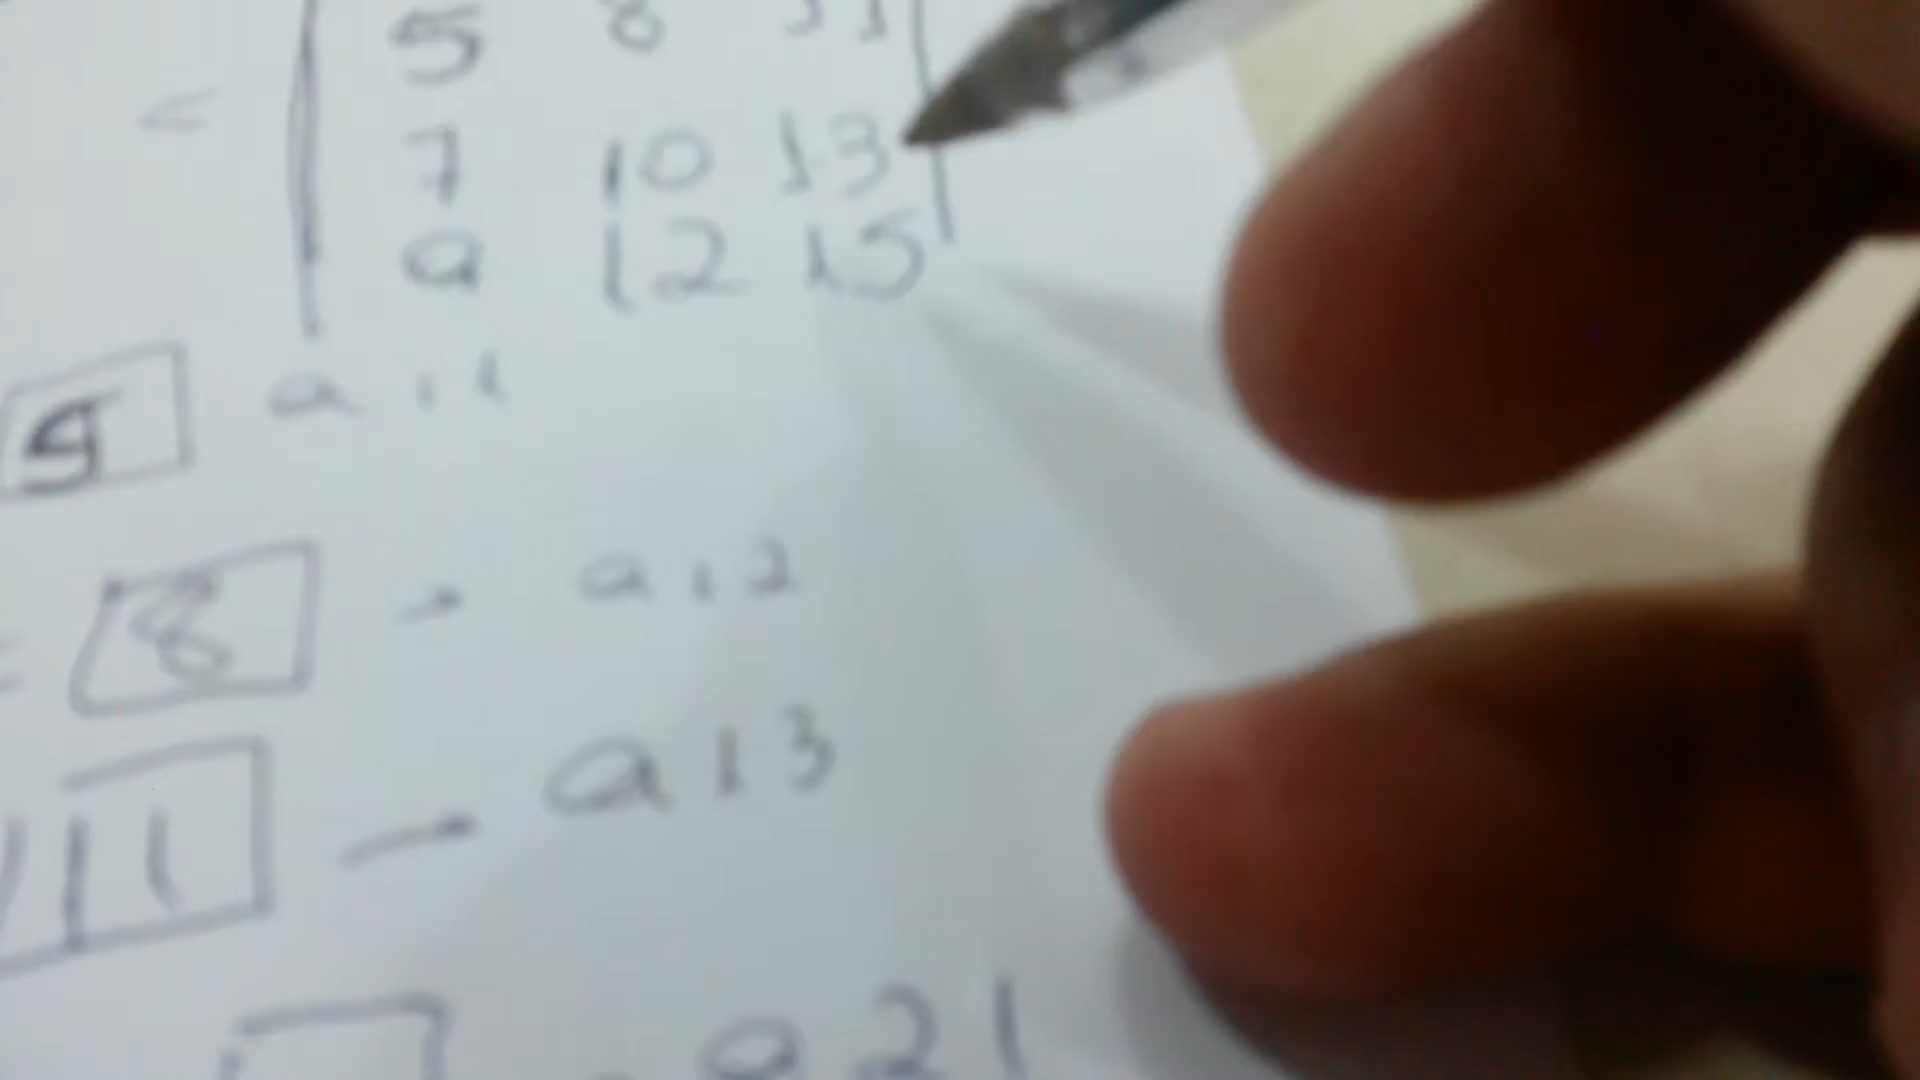 5 8 11
= 7 10 13
9 12 15
5 a11
= 8 → a12
11 → a13
a21